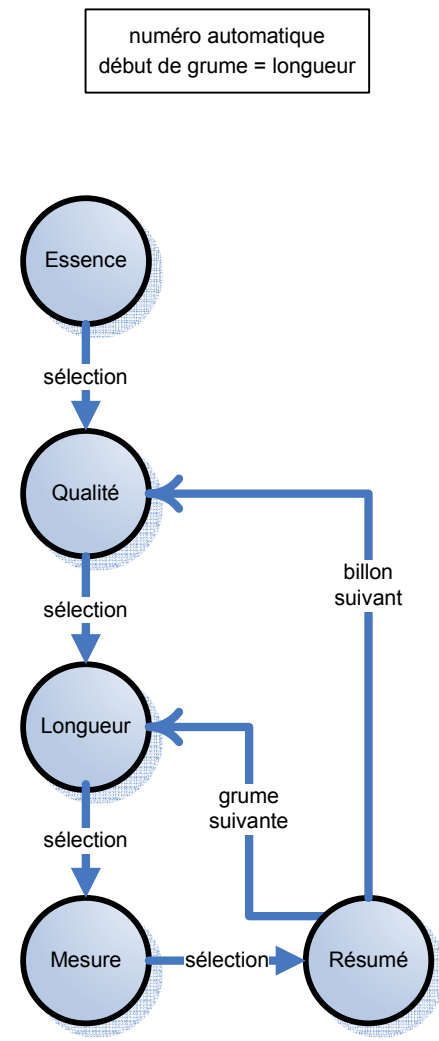 numéro automatique
début de grume = longueur
Essence
sélection
Qualité
billon
suivant
sélection
Longueur
grume
suivante
sélection
Mesure
sélection
Résumé